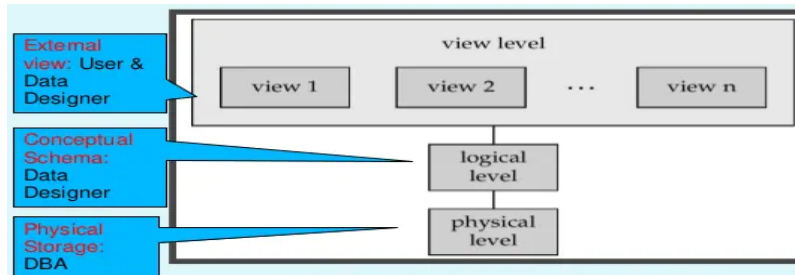 External
view: User &
Data
Designer
view level
view 1
view 2
...
view n
Conceptual
Schema:
Data
Designer
logical
level
Physical
Storage:
DBA
physical
level